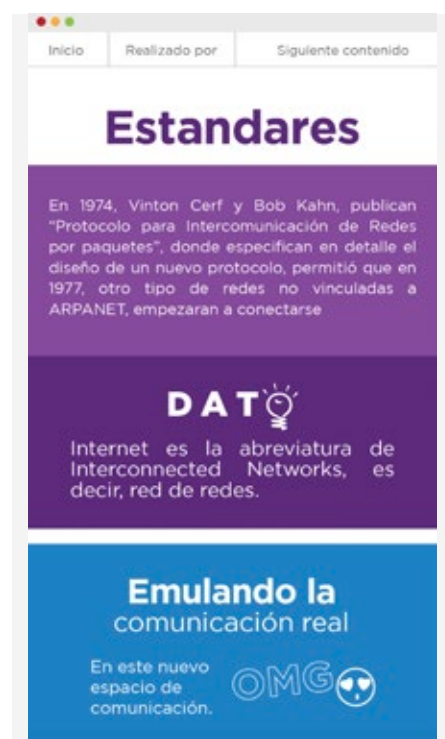 Inicio Realizado por Siguiente contenido
Estandares
En 1974, Vinton Cerf y Bob Kahn, publican
"Protocolo para Intercomunicación de Redes
por paquetes", donde especifican en detalle el
diseño de un nuevo protocolo, permitió que en
1977, otro tipo de redes no vinculadas a
ARPANET, empezaran a conectarse
DATO
Internet es la abreviatura de
Interconnected Networks, es
decir, red de redes.
Emulando la
comunicación real
En este nuevo
espacio de
comunicación.
OMG